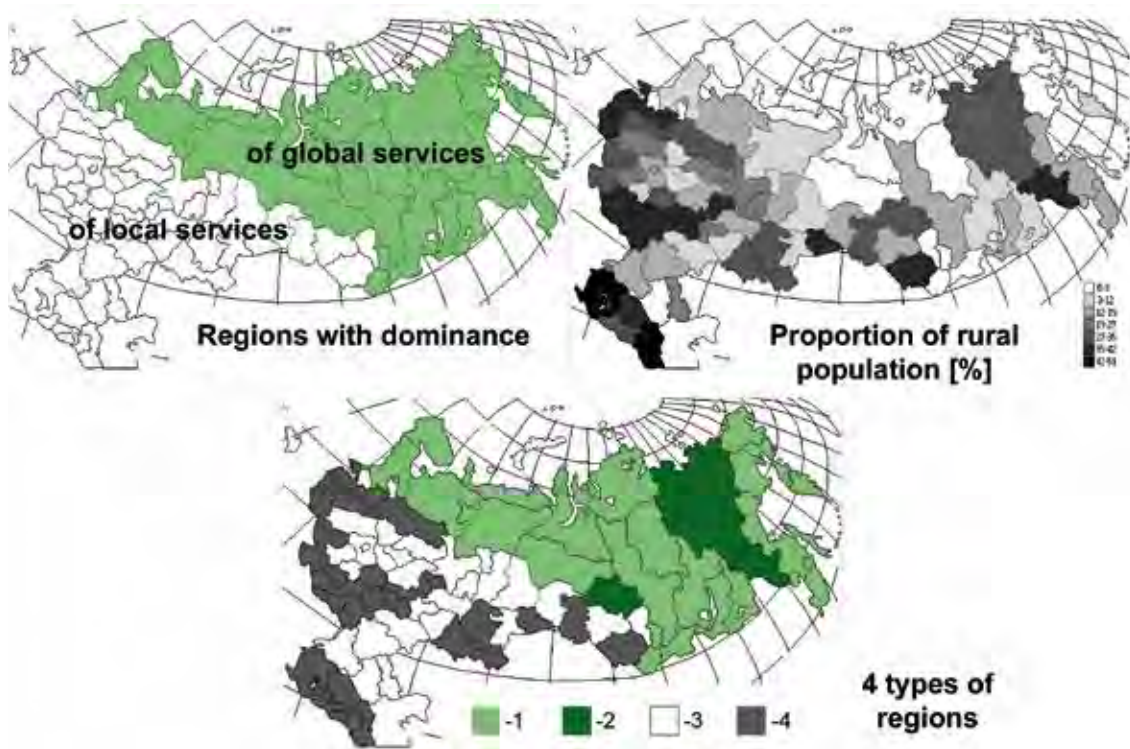 of global services
of local services
Regions with dominance
Proportion of rural
population [%]
-1 -2 -3 -4
4 types of
regions